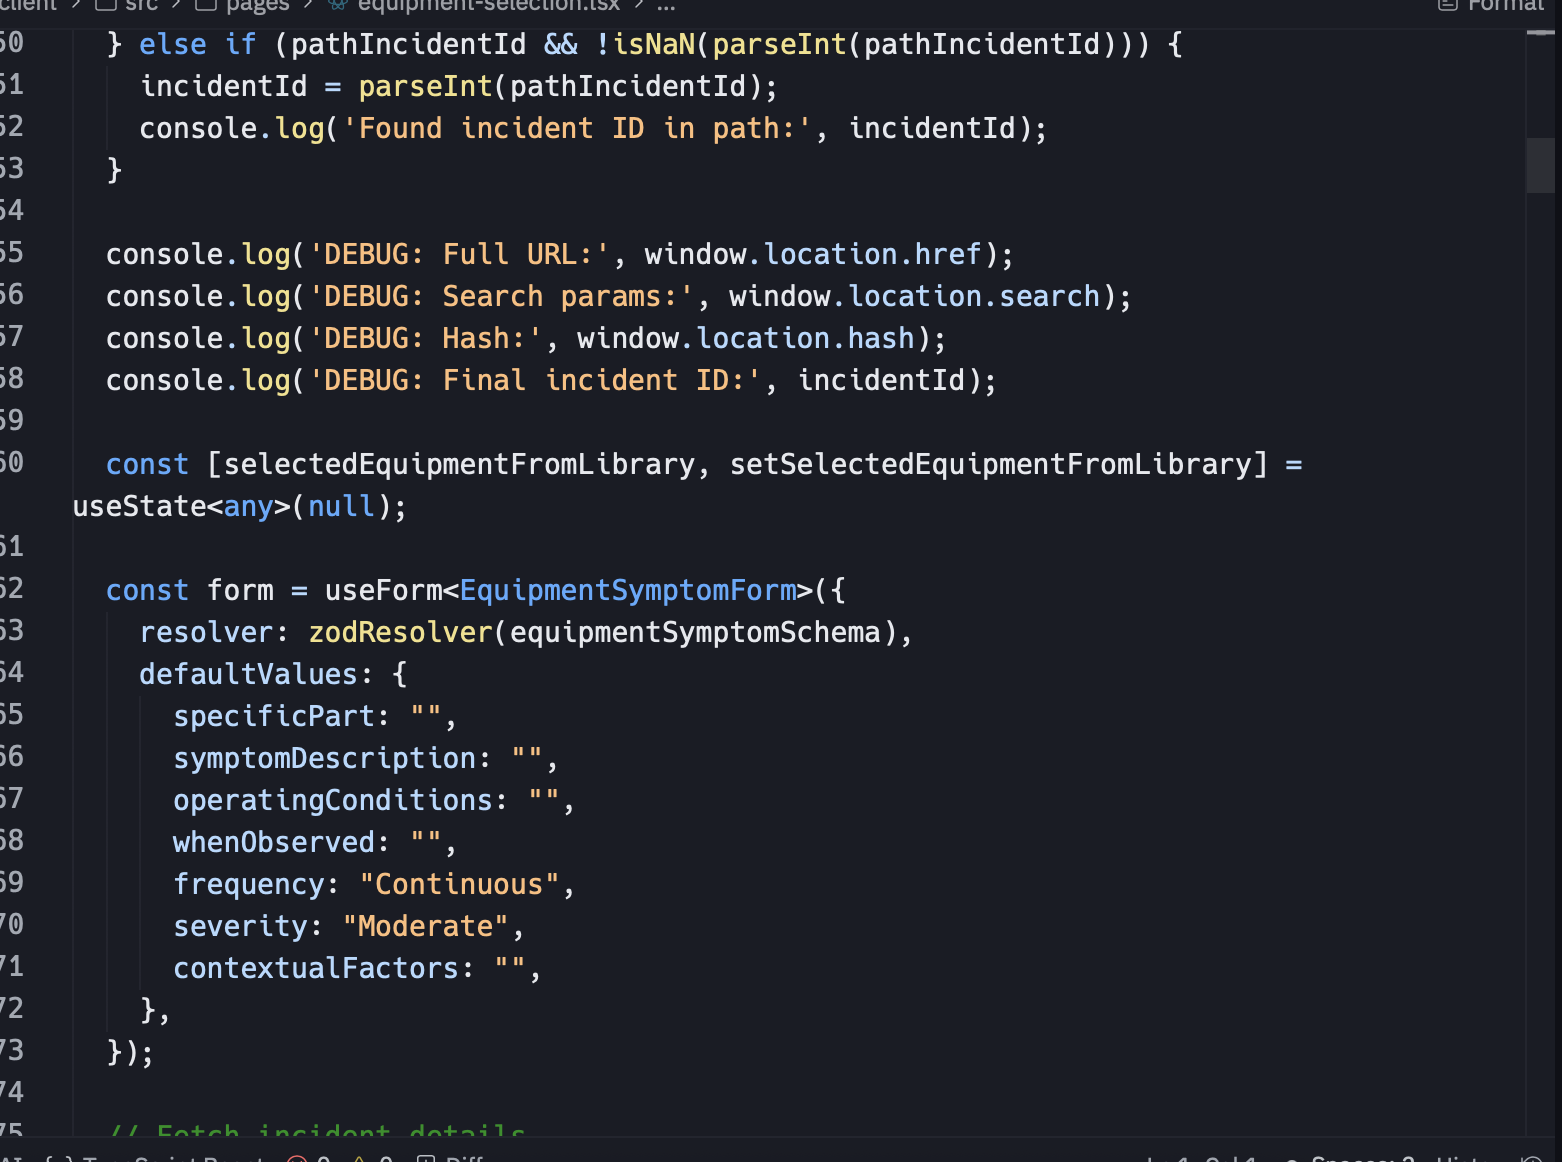 src > pages > equipment-selection.tsx > ... Format
50 } else if (pathIncidentId && !isNaN(parseInt(pathIncidentId))) {
51 incidentId = parseInt(pathIncidentId);
52 console.log('Found incident ID in path:', incidentId);
53 }
54
55 console.log('DEBUG: Full URL:', window.location.href);
56 console.log('DEBUG: Search params:', window.location.search);
57 console.log('DEBUG: Hash:', window.location.hash);
58 console.log('DEBUG: Final incident ID:', incidentId);
59
60 const [selectedEquipmentFromLibrary, setSelectedEquipmentFromLibrary] =
useState<any>(null);
61
62 const form = useForm<EquipmentSymptomForm>({
63 resolver: zodResolver(equipmentSymptomSchema),
64 defaultValues: {
65 specificPart: "",
66 symptomDescription: "",
67 operatingConditions: "",
68 whenObserved: "",
69 frequency: "Continuous",
70 severity: "Moderate",
71 contextualFactors: "",
72 },
73 });
74
75 // Fetch incident details